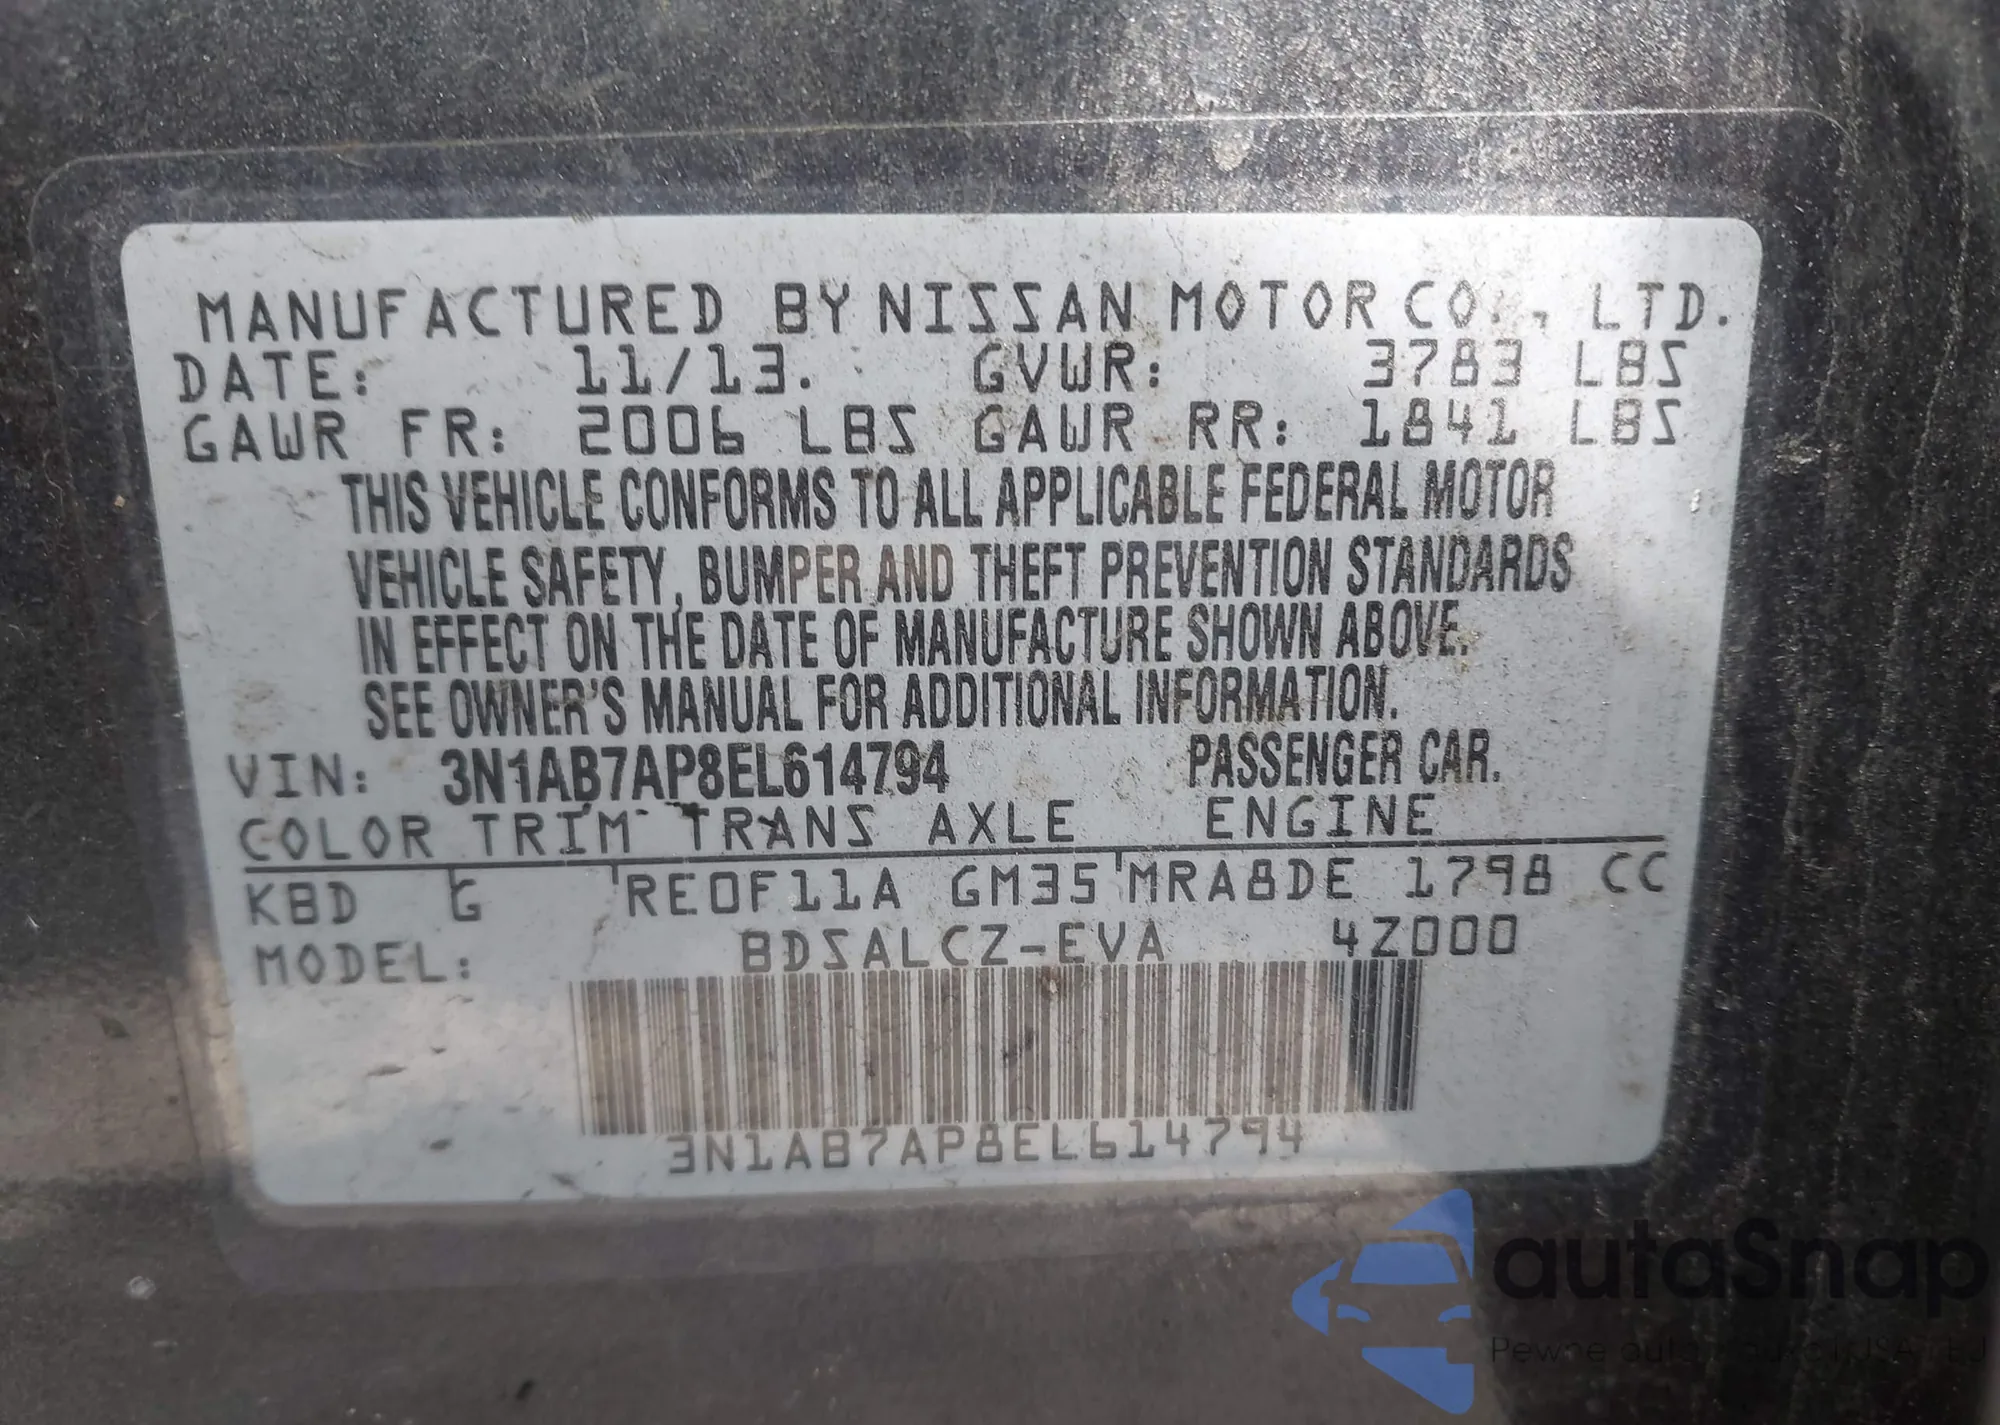 MANUFACTURED BY NISSAN MOTOR CO., LTD.
DATE: 11/13. GVWR: 3783 LBS
GAWR FR: 2006 LBS GAWR RR: 1841 LBS
THIS VEHICLE CONFORMS TO ALL APPLICABLE FEDERAL MOTOR
VEHICLE SAFETY, BUMPER AND THEFT PREVENTION STANDARDS
IN EFFECT ON THE DATE OF MANUFACTURE SHOWN ABOVE.
SEE OWNER'S MANUAL FOR ADDITIONAL INFORMATION.
VIN: 3N1AB7AP8EL614794 PASSENGER CAR.
COLOR TRIM TRANS AXLE ENGINE
KBD G RE0F11A GM35 MRA8DE 1798 CC
MODEL: BDSALCZ-EVA 4Z000
3N1AB7AP8EL614794
autaSnap
Pewne auta